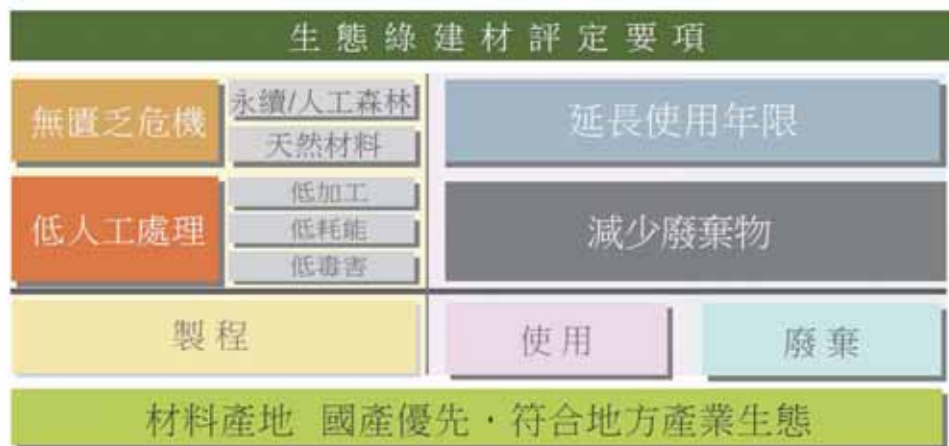 生態綠建材評定要項
無匱乏危機
永續/人工森林
天然材料
延長使用年限
低人工處理
低加工
低耗能
低毒害
減少廢棄物
製程
使用
廢棄
材料產地 國產優先・符合地方產業生態